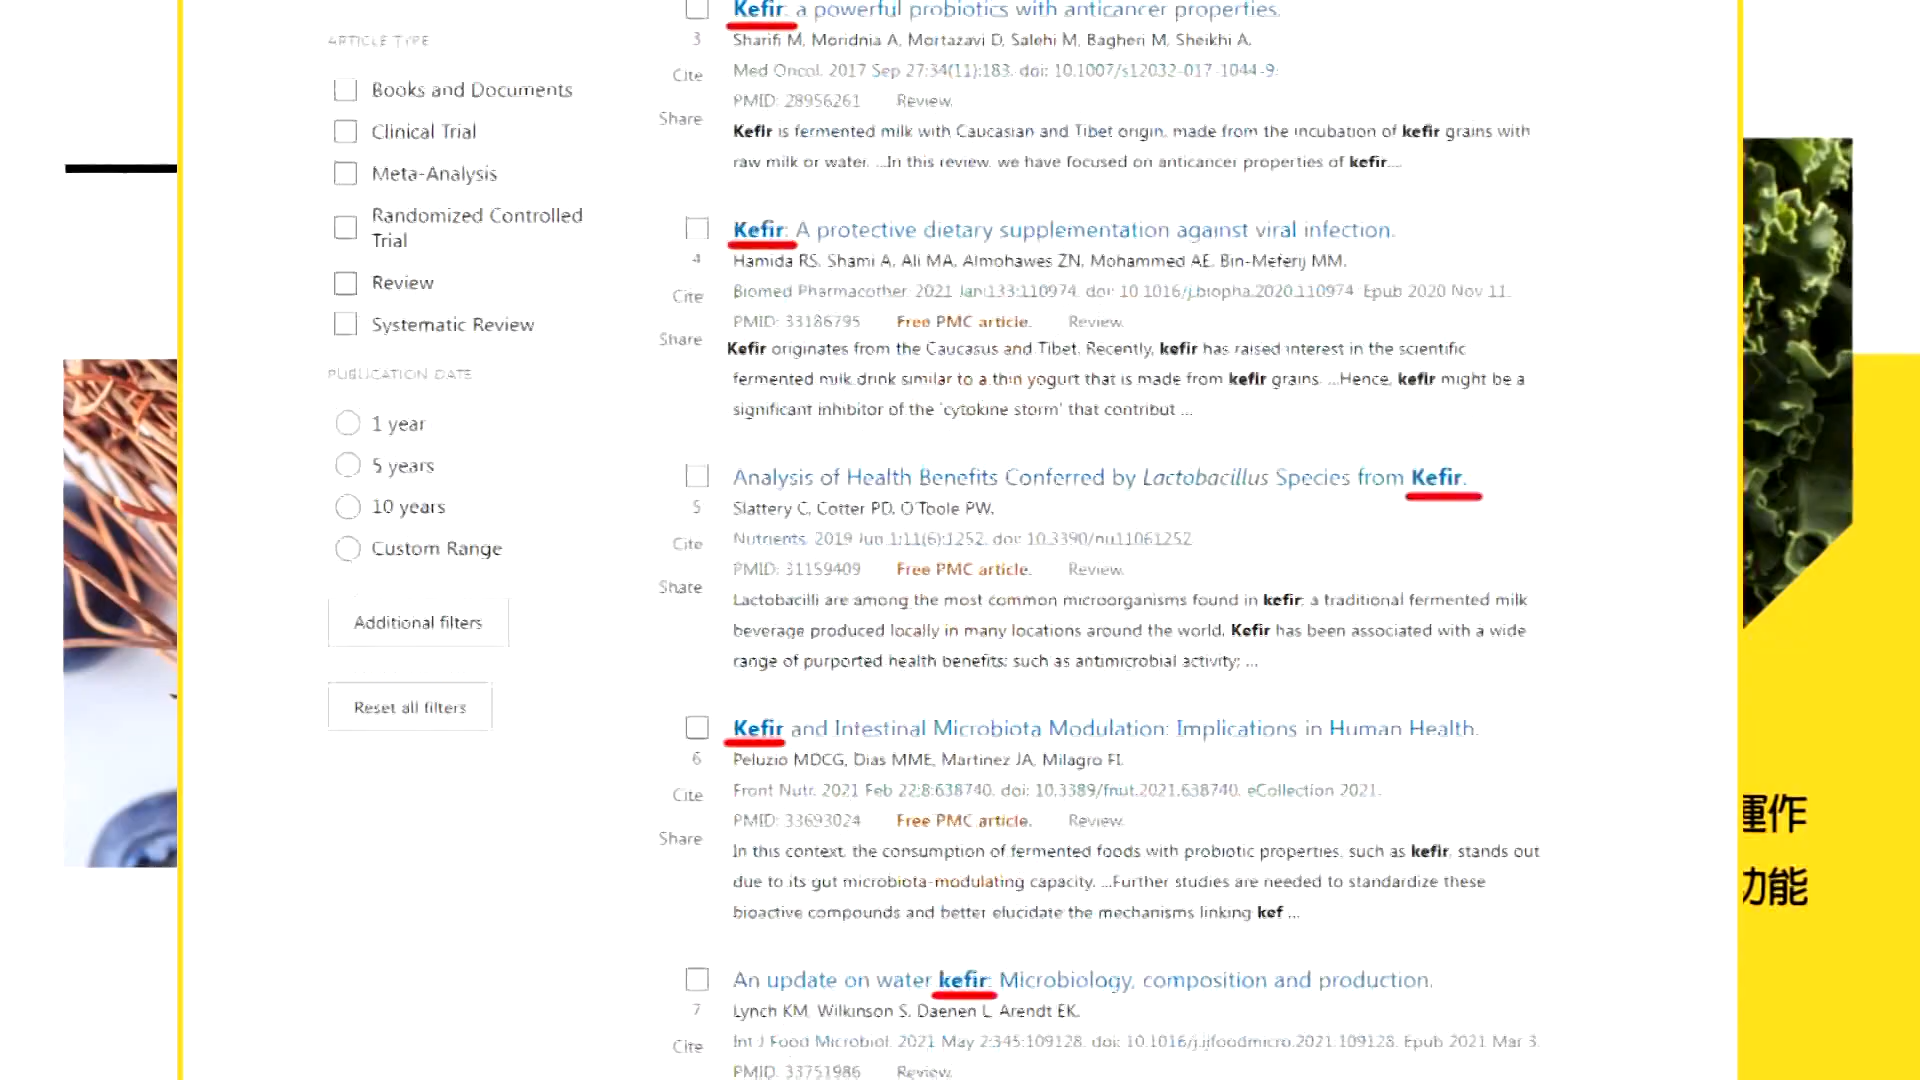 ARTICLE TYPE
Books and Documents
Clinical Trial
Meta-Analysis
Randomized Controlled
Trial
Review
Systematic Review
PUBLICATION DATE
1 year
5 years
10 years
Custom Range
Additional filters
Reset all filters
Kefir: a powerful probiotics with anticancer properties.
3
Sharifi M, Moridnia A, Mortazavi D, Salehi M, Bagheri M, Sheikhi A.
Cite
Med Oncol. 2017 Sep 27;34(11):183. doi: 10.1007/s12032-017-1044-9.
PMID: 28956261 Review.
Share
Kefir is fermented milk with Caucasian and Tibet origin, made from the incubation of kefir grains with
raw milk or water. ...In this review, we have focused on anticancer properties of kefir....
Kefir: A protective dietary supplementation against viral infection.
4
Hamida RS, Shami A, Ali MA, Almohawes ZN, Mohammed AE, Bin-Meferij MM.
Cite
Biomed Pharmacother. 2021 Jan;133:110974. doi: 10.1016/j.biopha.2020.110974. Epub 2020 Nov 11.
PMID: 33186795 Free PMC article. Review.
Share
Kefir originates from the Caucasus and Tibet. Recently, kefir has raised interest in the scientific
fermented milk drink similar to a thin yogurt that is made from kefir grains. ...Hence, kefir might be a
significant inhibitor of the 'cytokine storm' that contribut ...
Analysis of Health Benefits Conferred by Lactobacillus Species from Kefir.
5
Slattery C, Cotter PD, O'Toole PW.
Cite
Nutrients. 2019 Jun 1;11(6):1252. doi: 10.3390/nu11061252.
PMID: 31159409 Free PMC article. Review.
Share
Lactobacilli are among the most common microorganisms found in kefir; a traditional fermented milk
beverage produced locally in many locations around the world. Kefir has been associated with a wide
range of purported health benefits; such as antimicrobial activity; ...
Kefir and Intestinal Microbiota Modulation: Implications in Human Health.
6
Peluzio MDCG, Dias MME, Martinez JA, Milagro FI.
Cite
Front Nutr. 2021 Feb 22;8:638740. doi: 10.3389/fnut.2021.638740. eCollection 2021.
PMID: 33693024 Free PMC article. Review.
Share
In this context, the consumption of fermented foods with probiotic properties, such as kefir, stands out
due to its gut microbiota-modulating capacity. ...Further studies are needed to standardize these
bioactive compounds and better elucidate the mechanisms linking kef ...
An update on water kefir: Microbiology, composition and production.
7
Lynch KM, Wilkinson S, Daenen L, Arendt EK.
Cite
Int J Food Microbiol. 2021 May 2;345:109128. doi: 10.1016/j.ijfoodmicro.2021.109128. Epub 2021 Mar 3.
PMID: 33751986 Review.
運作
功能